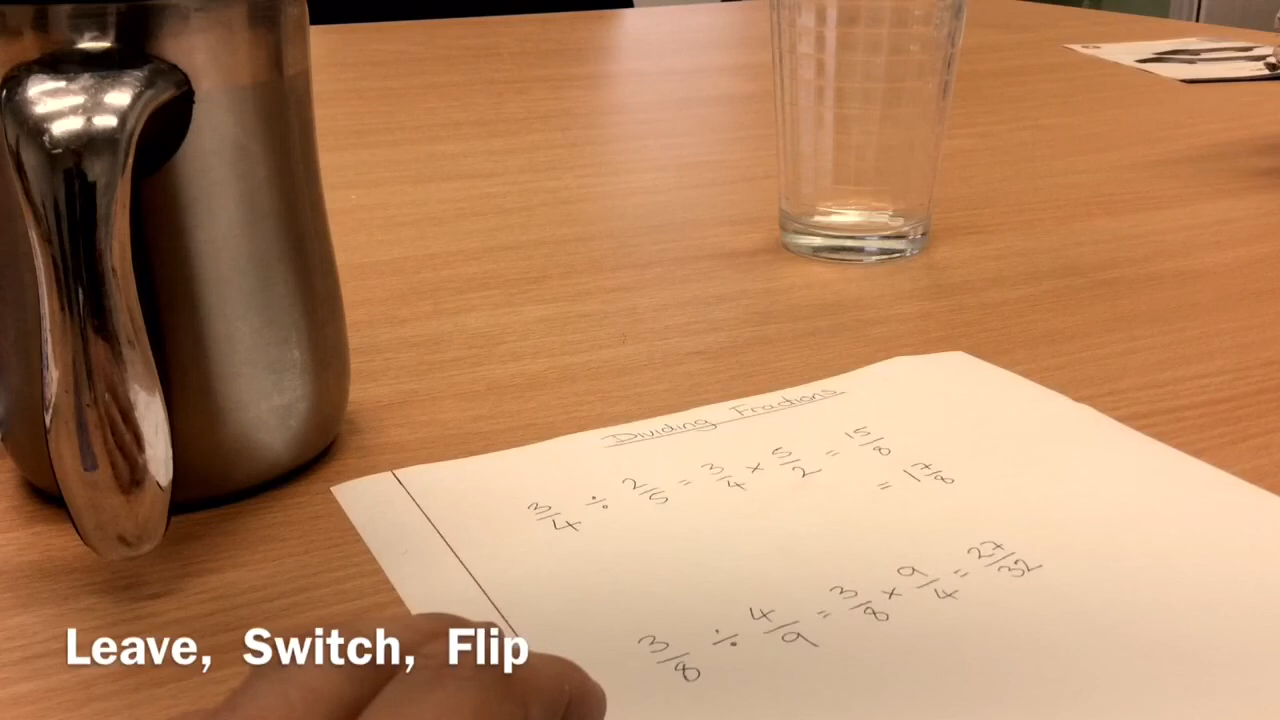 Dividing Fractions
3/4 ÷ 2/5 = 3/4 × 5/2 = 15/8
= 1 7/8
3/8 ÷ 4/9 = 3/8 × 9/4 = 27/32
Leave, Switch, Flip